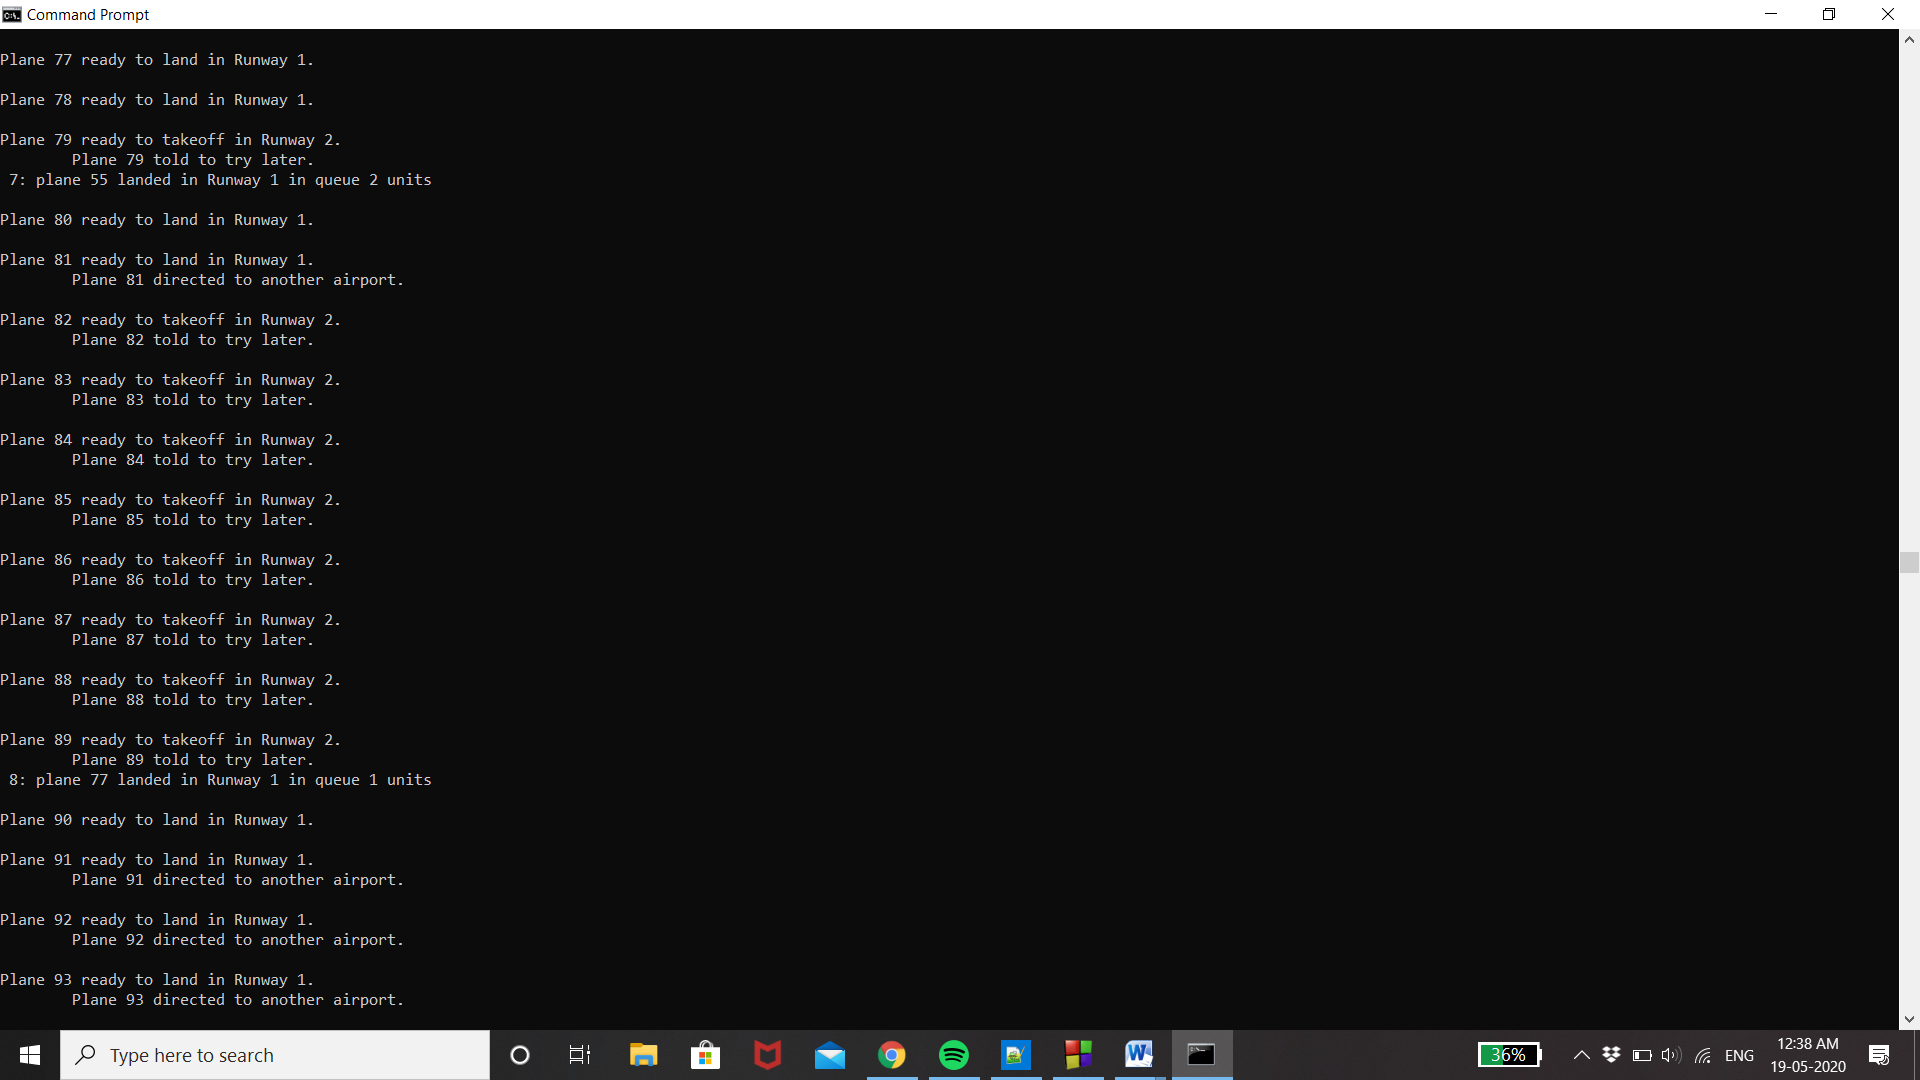 Command Prompt
Plane 77 ready to land in Runway 1.
Plane 78 ready to land in Runway 1.
Plane 79 ready to takeoff in Runway 2.
Plane 79 told to try later.
7: plane 55 landed in Runway 1 in queue 2 units
Plane 80 ready to land in Runway 1.
Plane 81 ready to land in Runway 1.
Plane 81 directed to another airport.
Plane 82 ready to takeoff in Runway 2.
Plane 82 told to try later.
Plane 83 ready to takeoff in Runway 2.
Plane 83 told to try later.
Plane 84 ready to takeoff in Runway 2.
Plane 84 told to try later.
Plane 85 ready to takeoff in Runway 2.
Plane 85 told to try later.
Plane 86 ready to takeoff in Runway 2.
Plane 86 told to try later.
Plane 87 ready to takeoff in Runway 2.
Plane 87 told to try later.
Plane 88 ready to takeoff in Runway 2.
Plane 88 told to try later.
Plane 89 ready to takeoff in Runway 2.
Plane 89 told to try later.
8: plane 77 landed in Runway 1 in queue 1 units
Plane 90 ready to land in Runway 1.
Plane 91 ready to land in Runway 1.
Plane 91 directed to another airport.
Plane 92 ready to land in Runway 1.
Plane 92 directed to another airport.
Plane 93 ready to land in Runway 1.
Plane 93 directed to another airport.
Type here to search
36%
ENG
12:38 AM
19-05-2020